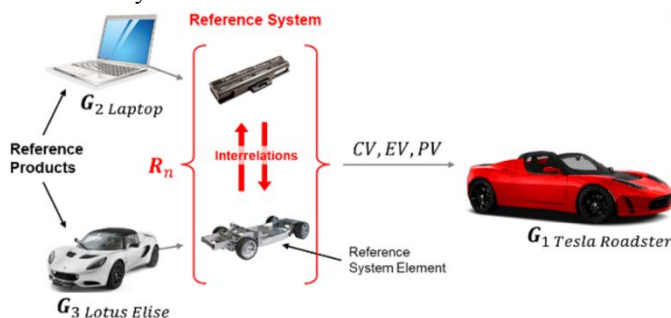 Reference System
G₂ Laptop
Reference
Products
Rₙ
Interrelations
CV, EV, PV
Reference
System Element
G₁ Tesla Roadster
G₃ Lotus Elise